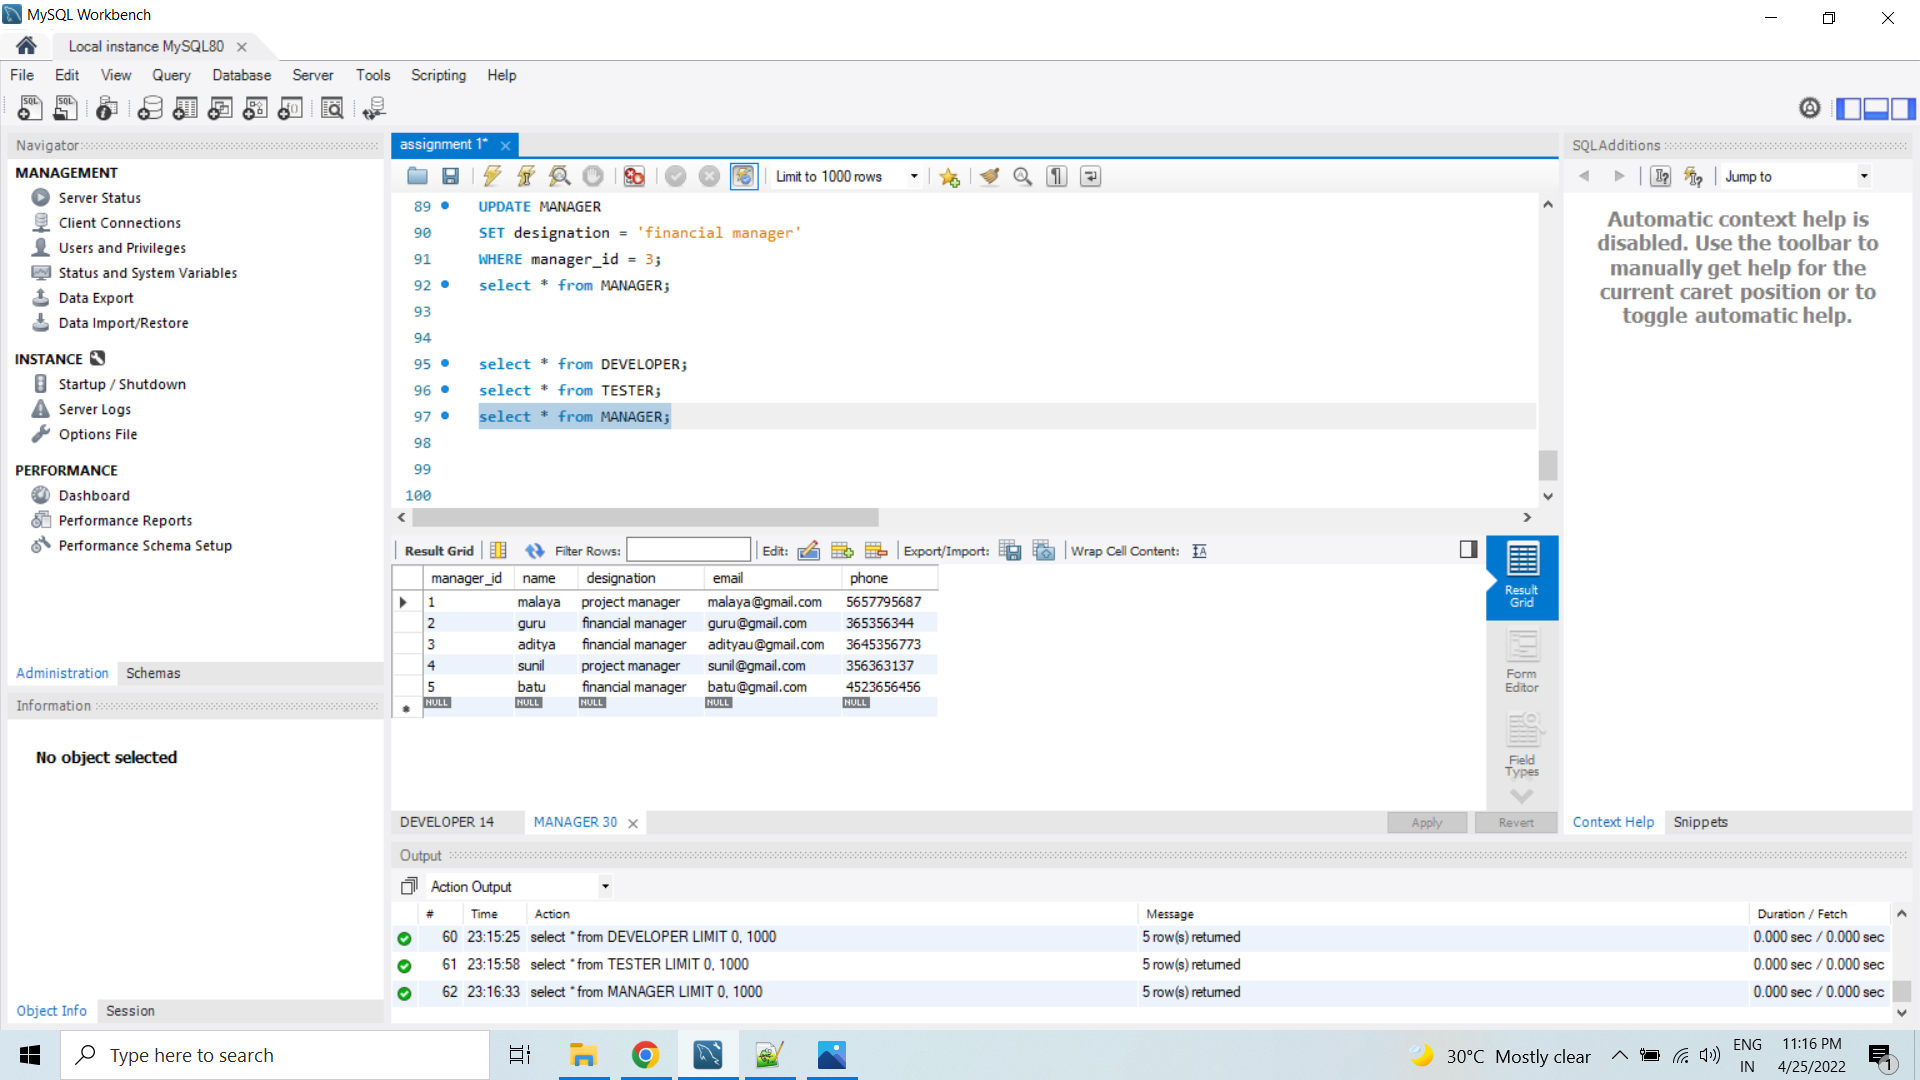 MySQL Workbench
Local instance MySQL80
File Edit View Query Database Server Tools Scripting Help
Navigator
MANAGEMENT
Server Status
Client Connections
Users and Privileges
Status and System Variables
Data Export
Data Import/Restore
INSTANCE
Startup / Shutdown
Server Logs
Options File
PERFORMANCE
Dashboard
Performance Reports
Performance Schema Setup
Administration Schemas
Information
No object selected
Object Info Session
assignment 1*
Limit to 1000 rows
89 UPDATE MANAGER
90 SET designation = 'financial manager'
91 WHERE manager_id = 3;
92 select * from MANAGER;
93
94
95 select * from DEVELOPER;
96 select * from TESTER;
97 select * from MANAGER;
98
99
100
Result Grid Filter Rows: Edit: Export/Import: Wrap Cell Content: IA
manager_id name designation email phone
1 malaya project manager malaya@gmail.com 5657795687
2 guru financial manager guru@gmail.com 365356344
3 aditya financial manager adityau@gmail.com 3645356773
4 sunil project manager sunil@gmail.com 356363137
5 batu financial manager batu@gmail.com 4523656456
NULL NULL NULL NULL NULL
Result
Grid
Form
Editor
Field
Types
DEVELOPER 14 MANAGER 30 Apply Revert
SQLAdditions
Jump to
Automatic context help is
disabled. Use the toolbar to
manually get help for the
current caret position or to
toggle automatic help.
Context Help Snippets
Output
Action Output
# Time Action Message Duration / Fetch
60 23:15:25 select * from DEVELOPER LIMIT 0, 1000 5 row(s) returned 0.000 sec / 0.000 sec
61 23:15:58 select * from TESTER LIMIT 0, 1000 5 row(s) returned 0.000 sec / 0.000 sec
62 23:16:33 select * from MANAGER LIMIT 0, 1000 5 row(s) returned 0.000 sec / 0.000 sec
Type here to search
30°C Mostly clear
ENG
IN
11:16 PM
4/25/2022
1